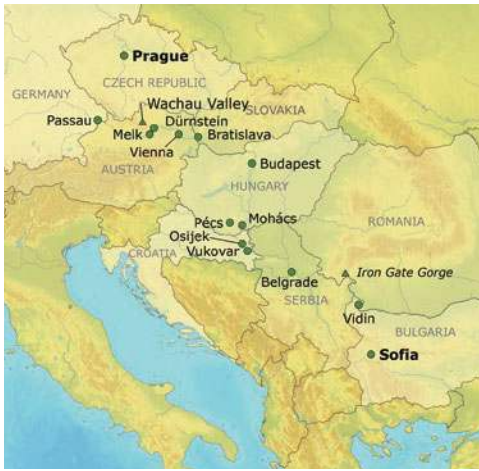 Prague
CZECH REPUBLIC
GERMANY
Wachau Valley
SLOVAKIA
Passau
Dürnstein
Melk
Bratislava
Vienna
AUSTRIA
Budapest
HUNGARY
Pécs
Mohács
ROMANIA
Osijek
CROATIA
Vukovar
Iron Gate Gorge
Belgrade
SERBIA
Vidin
BULGARIA
Sofia